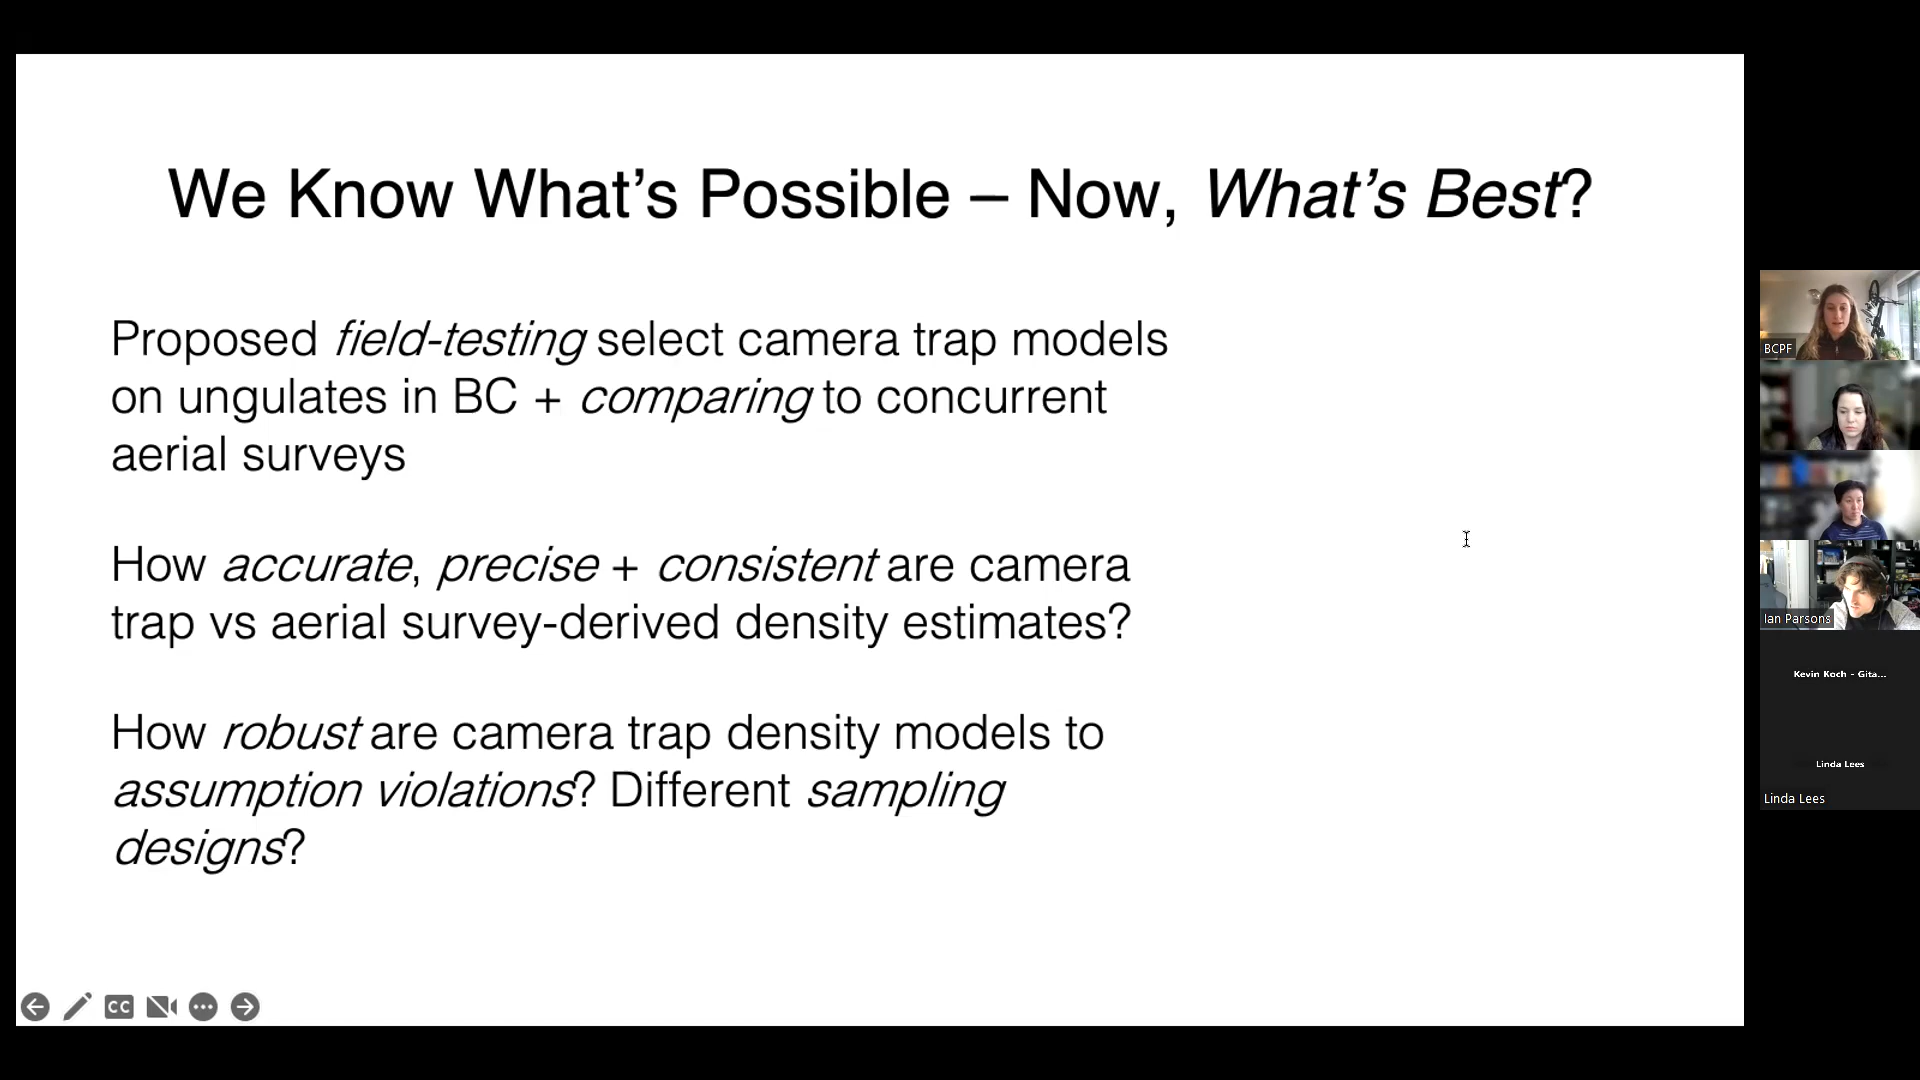 We Know What’s Possible – Now, What’s Best?
Proposed field-testing select camera trap models
on ungulates in BC + comparing to concurrent
aerial surveys
How accurate, precise + consistent are camera
trap vs aerial survey-derived density estimates?
How robust are camera trap density models to
assumption violations? Different sampling
designs?
CC
BCPF
Ian Parsons
Kevin Koch - Gita...
Linda Lees
Linda Lees